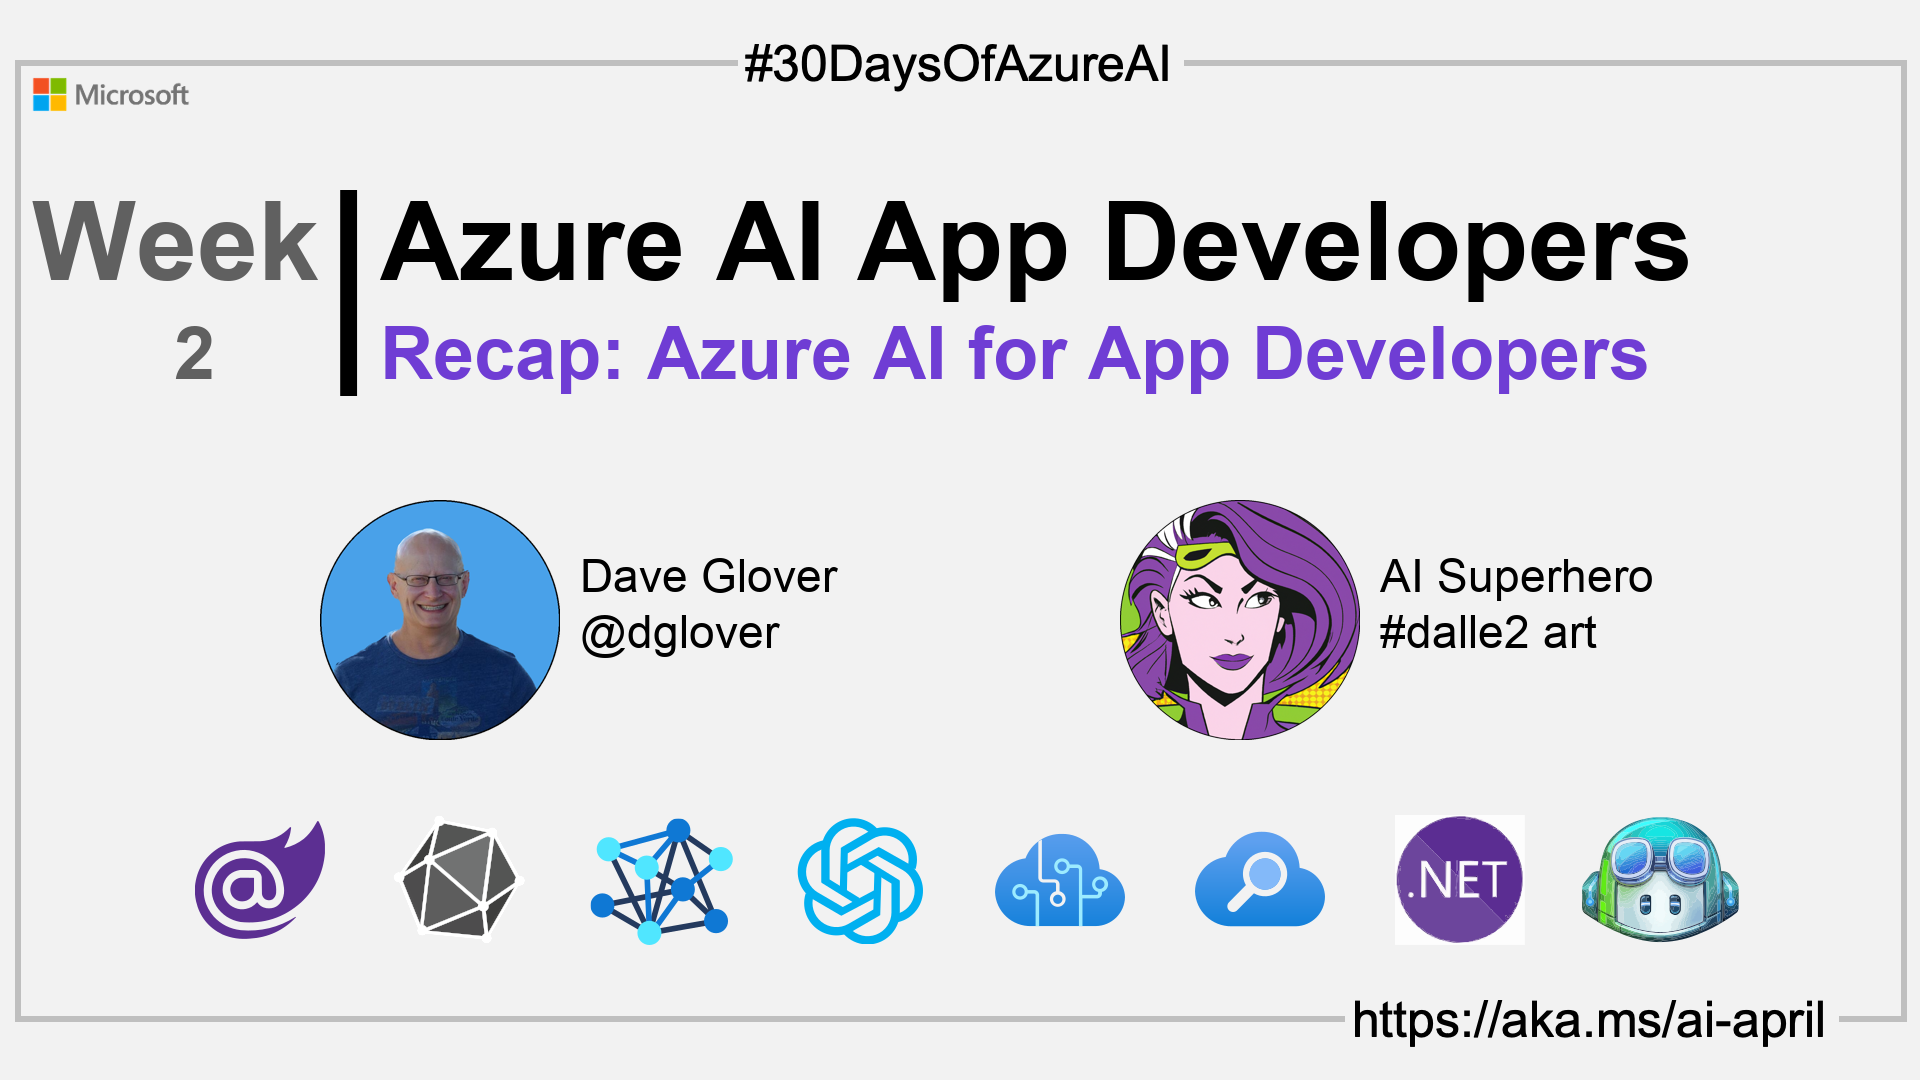 #30DaysOfAzureAI
Microsoft
Week
2
Azure AI App Developers
Recap: Azure AI for App Developers
Dave Glover
@dglover
AI Superhero
#dalle2 art
@
.NET
https://aka.ms/ai-april